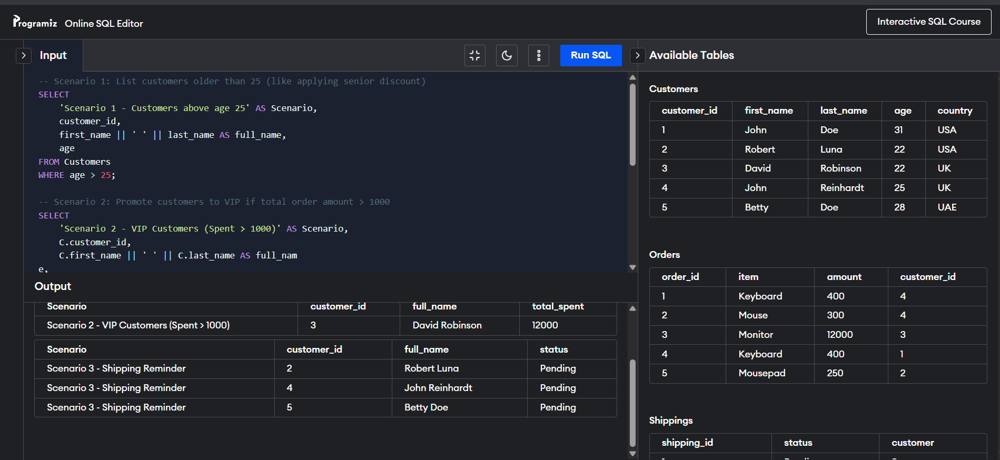 Programiz Online SQL Editor
Interactive SQL Course
Input
Run SQL
-- Scenario 1: List customers older than 25 (like applying senior discount)
SELECT
'Scenario 1 - Customers above age 25' AS Scenario,
customer_id,
first_name || ' ' || last_name AS full_name,
age
FROM Customers
WHERE age > 25;
-- Scenario 2: Promote customers to VIP if total order amount > 1000
SELECT
'Scenario 2 - VIP Customers (Spent > 1000)' AS Scenario,
C.customer_id,
C.first_name || ' ' || C.last_name AS full_nam
e,
Output
Scenario customer_id full_name total_spent
Scenario 2 - VIP Customers (Spent > 1000) 3 David Robinson 12000
Scenario customer_id full_name status
Scenario 3 - Shipping Reminder 2 Robert Luna Pending
Scenario 3 - Shipping Reminder 4 John Reinhardt Pending
Scenario 3 - Shipping Reminder 5 Betty Doe Pending
Available Tables
Customers
customer_id first_name last_name age country
1 John Doe 31 USA
2 Robert Luna 22 USA
3 David Robinson 22 UK
4 John Reinhardt 25 UK
5 Betty Doe 28 UAE
Orders
order_id item amount customer_id
1 Keyboard 400 4
2 Mouse 300 4
3 Monitor 12000 3
4 Keyboard 400 1
5 Mousepad 250 2
Shippings
shipping_id status customer